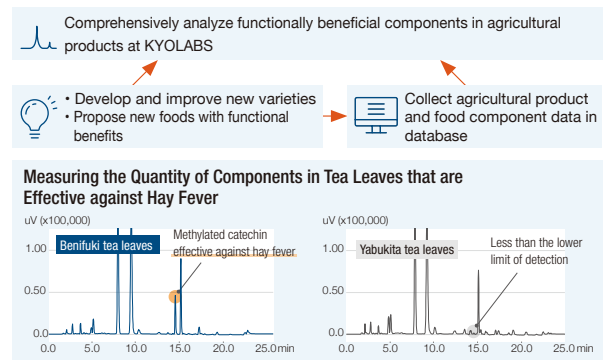 Comprehensively analyze functionally beneficial components in agricultural
products at KYOLABS
• Develop and improve new varieties
• Propose new foods with functional
benefits
Collect agricultural product
and food component data in
database
Measuring the Quantity of Components in Tea Leaves that are
Effective against Hay Fever
uV (x100,000)
1.00
0.50
0.0
Benifuki tea leaves
Methylated catechin
effective against hay fever
0.0 5.0 10.0 15.0 20.0 25.0 min
uV (x100,000)
1.00
0.50
0.0
Yabukita tea leaves
Less than the lower
limit of detection
0.0 5.0 10.0 15.0 20.0 25.0 min